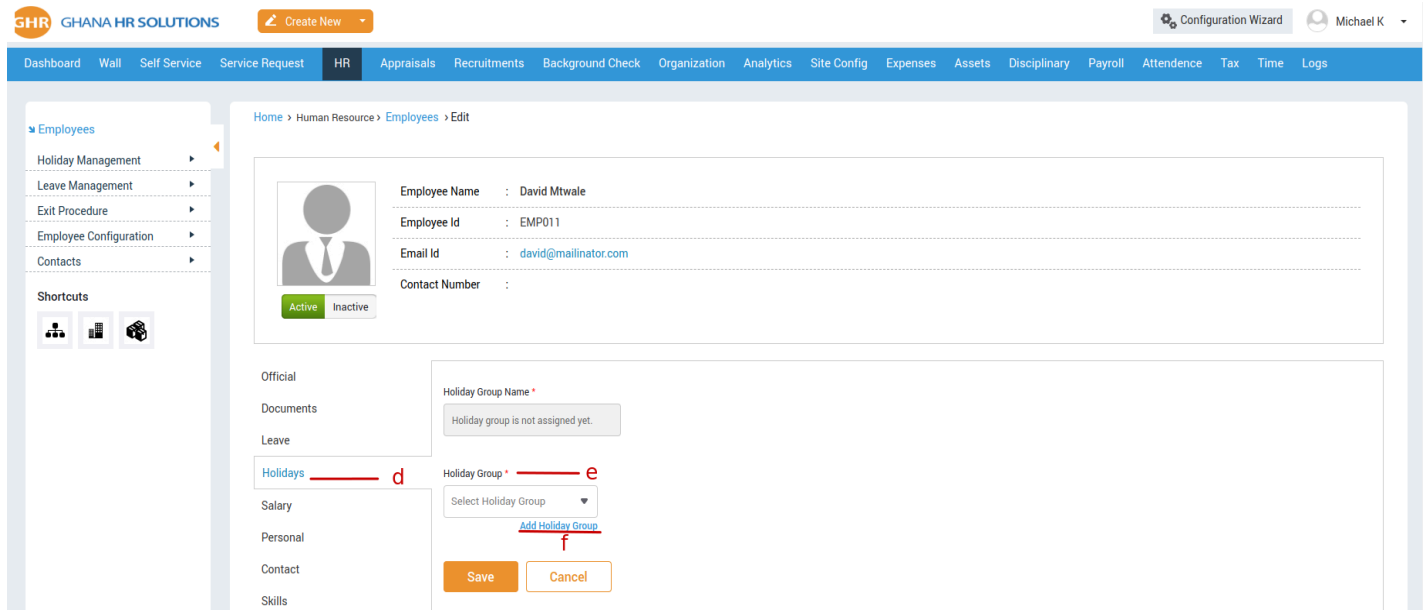 GHR GHANA HR SOLUTIONS Create New Configuration Wizard Michael K
Dashboard Wall Self Service Service Request HR Appraisals Recruitments Background Check Organization Analytics Site Config Expenses Assets Disciplinary Payroll Attendence Tax Time Logs
Employees
Holiday Management
Leave Management
Exit Procedure
Employee Configuration
Contacts
Shortcuts
Home › Human Resource › Employees › Edit
Employee Name : David Mtwale
Employee Id : EMP011
Email Id : david@mailinator.com
Contact Number :
Active Inactive
Official
Documents
Leave
Holidays d
Salary
Personal
Contact
Skills
Holiday Group Name *
Holiday group is not assigned yet.
Holiday Group * e
Select Holiday Group
Add Holiday Group
f
Save Cancel